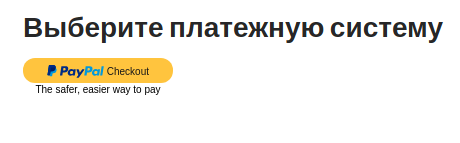 Выберите платежную систему
PayPal Checkout
The safer, easier way to pay